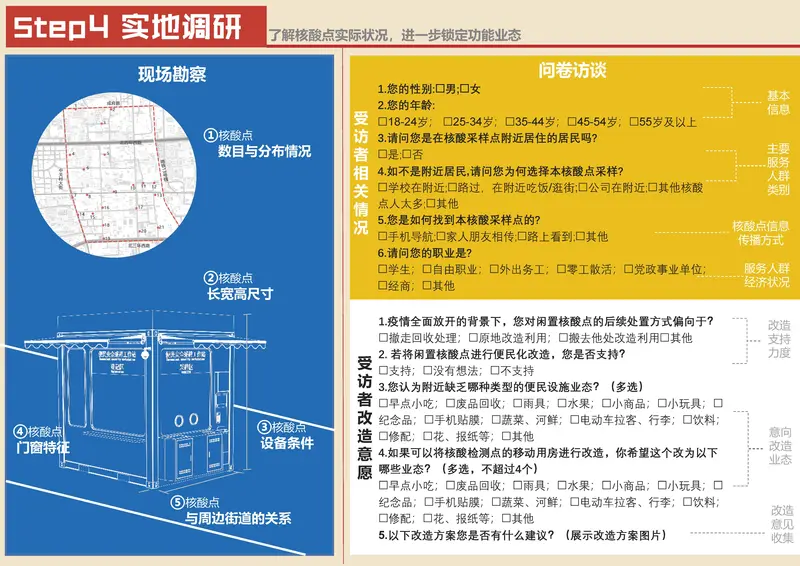 Step4 实地调研
了解核酸点实际状况，进一步锁定功能业态
现场勘察
①核酸点
数目与分布情况
②核酸点
长宽高尺寸
③核酸点
设备条件
④核酸点
门窗特征
⑤核酸点
与周边街道的关系
问卷访谈
受访者相关情况
1.您的性别:☐男;☐女
2.您的年龄:
☐18-24岁；☐25-34岁；☐35-44岁；☐45-54岁；☐55岁及以上
3.请问您是在核酸采样点附近居住的居民吗?
☐是;☐否
4.如不是附近居民,请问您为何选择本核酸点采样?
☐学校在附近;☐路过，在附近吃饭/逛街;☐公司在附近;☐其他核酸
点人太多;☐其他
5.您是如何找到本核酸采样点的?
☐手机导航;☐家人朋友相传;☐路上看到;☐其他
6.请问您的职业是?
☐学生；☐自由职业；☐外出务工；☐零工散活；☐党政事业单位;
☐经商；☐其他
基本
信息
主要
服务
人群
类别
核酸点信息
传播方式
服务人群
经济状况
受访者改造意愿
1.疫情全面放开的背景下，您对闲置核酸点的后续处置方式偏向于?
☐撤走回收处理；☐原地改造利用；☐搬去他处改造利用☐其他
2. 若将闲置核酸点进行便民化改造，您是否支持?
☐支持；☐没有想法；☐不支持
3.您认为附近缺乏哪种类型的便民设施业态?（多选）
☐早点小吃；☐废品回收；☐雨具；☐水果；☐小商品；☐小玩具；☐
纪念品；☐手机贴膜；☐蔬菜、河鲜；☐电动车拉客、行李；☐饮料；
☐修配；☐花、报纸等；☐其他
4.如果可以将核酸检测点的移动用房进行改造，你希望这个改为以下
哪些业态?（多选，不超过4个）
☐早点小吃；☐废品回收；☐雨具；☐水果；☐小商品；☐小玩具；☐
纪念品；☐手机贴膜；☐蔬菜、河鲜；☐电动车拉客、行李；☐饮料；
☐修配；☐花、报纸等；☐其他
5.以下改造方案您是否有什么建议?（展示改造方案图片）
改造
支持
力度
意向
改造
业态
改造
意见
收集